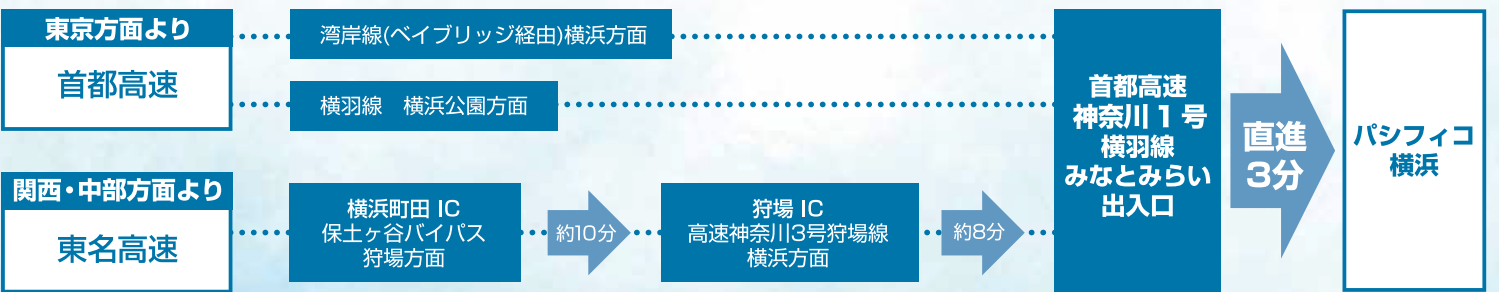 東京方面より
首都高速
湾岸線(ベイブリッジ経由)横浜方面
横羽線　横浜公園方面
関西・中部方面より
東名高速
横浜町田 IC
保土ヶ谷バイパス
狩場方面
約10分
狩場 IC
高速神奈川3号狩場線
横浜方面
約8分
首都高速
神奈川 1 号
横羽線
みなとみらい
出入口
直進
3分
パシフィコ
横浜